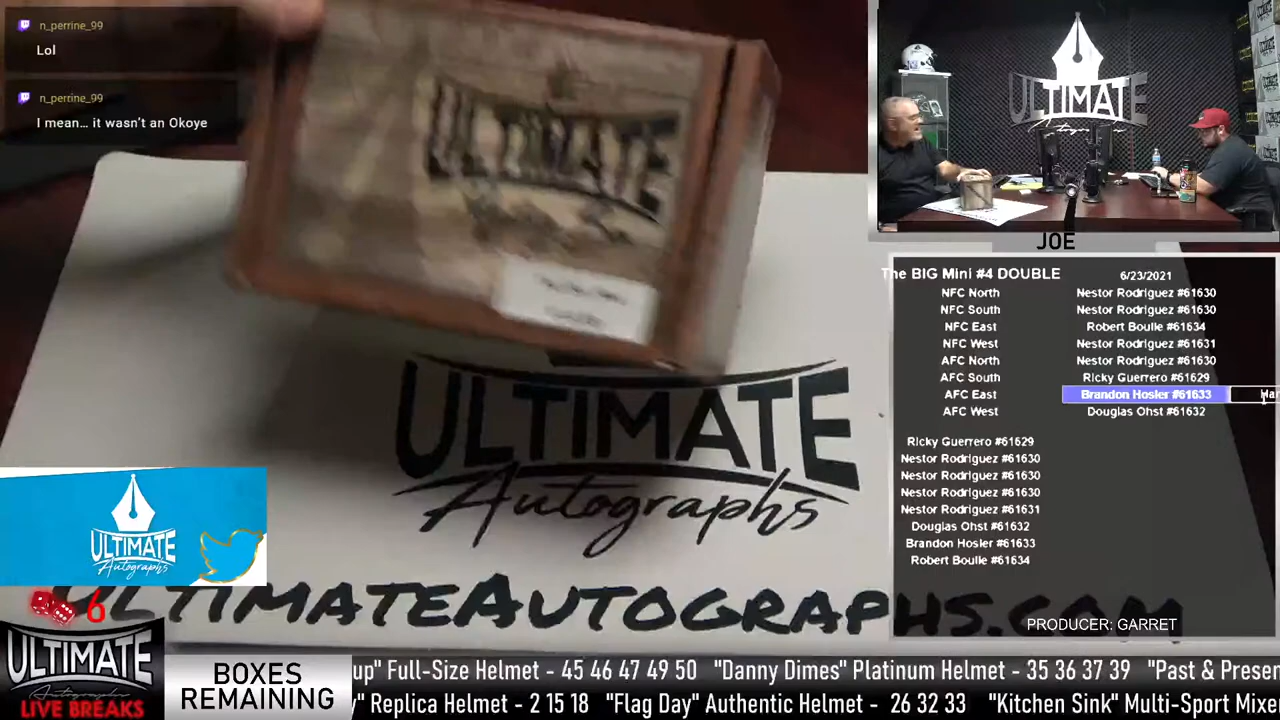 n_perrine_99
Lol
n_perrine_99
I mean... it wasn't an Okoye
ULTIMATE
ULTIMATE
Autographs
JOE
The BIG Mini #4 DOUBLE 6/23/2021
NFC North Nestor Rodriguez #61630
NFC South Nestor Rodriguez #61630
NFC East Robert Boulle #61634
NFC West Nestor Rodriguez #61631
AFC North Nestor Rodriguez #61630
AFC South Ricky Guerrero #61629
AFC East Brandon Hosler #61633 Har
AFC West Douglas Ohst #61632
Ricky Guerrero #61629
Nestor Rodriguez #61630
Nestor Rodriguez #61630
Nestor Rodriguez #61630
Nestor Rodriguez #61631
Douglas Ohst #61632
Brandon Hosler #61633
Robert Boulle #61634
PRODUCER: GARRET
ULTIMATE
Autographs
ULTIMATEAUTOGRAPHS.COM
ULTIMATE
Autographs
6
ULTIMATE
Autographs
LIVE BREAKS
BOXES
REMAINING
up" Full-Size Helmet - 45 46 47 49 50 "Danny Dimes" Platinum Helmet - 35 36 37 39 "Past & Presen
y" Replica Helmet - 2 15 18 "Flag Day" Authentic Helmet - 26 32 33 "Kitchen Sink" Multi-Sport Mixe